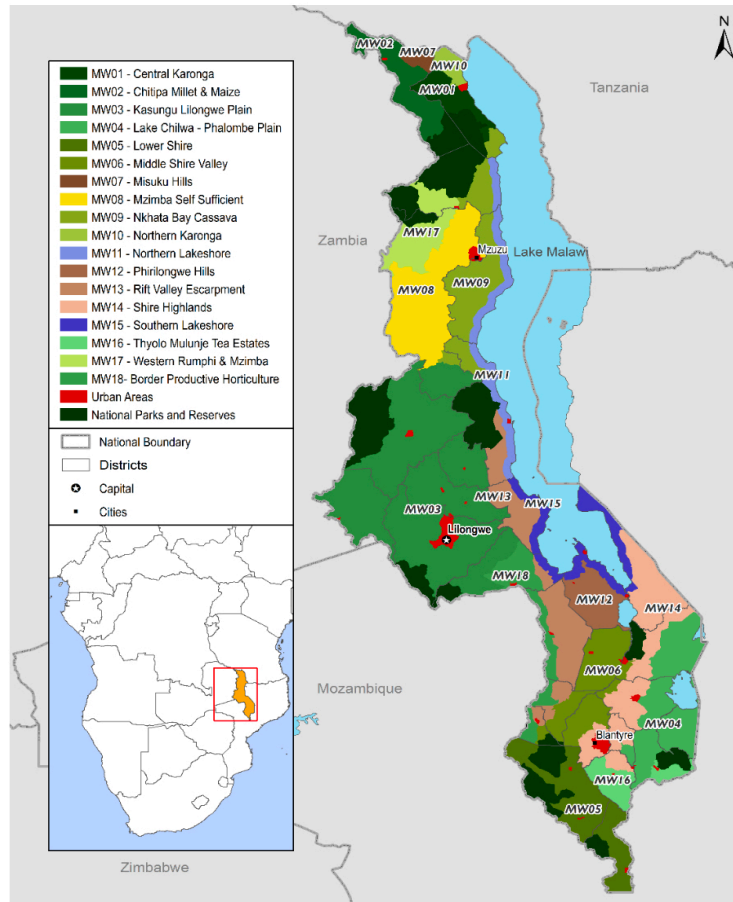 MW01 - Central Karonga
MW02 - Chitipa Millet & Maize
MW03 - Kasungu Lilongwe Plain
MW04 - Lake Chilwa - Phalombe Plain
MW05 - Lower Shire
MW06 - Middle Shire Valley
MW07 - Misuku Hills
MW08 - Mzimba Self Sufficient
MW09 - Nkhata Bay Cassava
MW10 - Northern Karonga
MW11 - Northern Lakeshore
MW12 - Phirilongwe Hills
MW13 - Rift Valley Escarpment
MW14 - Shire Highlands
MW15 - Southern Lakeshore
MW16 - Thyolo Mulunje Tea Estates
MW17 - Western Rumphi & Mzimba
MW18- Border Productive Horticulture
Urban Areas
National Parks and Reserves
National Boundary
Districts
Capital
Cities
N
MW02
MW07
MW10
MW01
Tanzania
MW17
Zambia
Mzuzu
Lake Malawi
MW08
MW09
MW11
MW03
MW13
MW15
Lilongwe
MW18
MW12
MW14
MW06
Mozambique
MW04
Blantyre
MW16
MW05
Zimbabwe